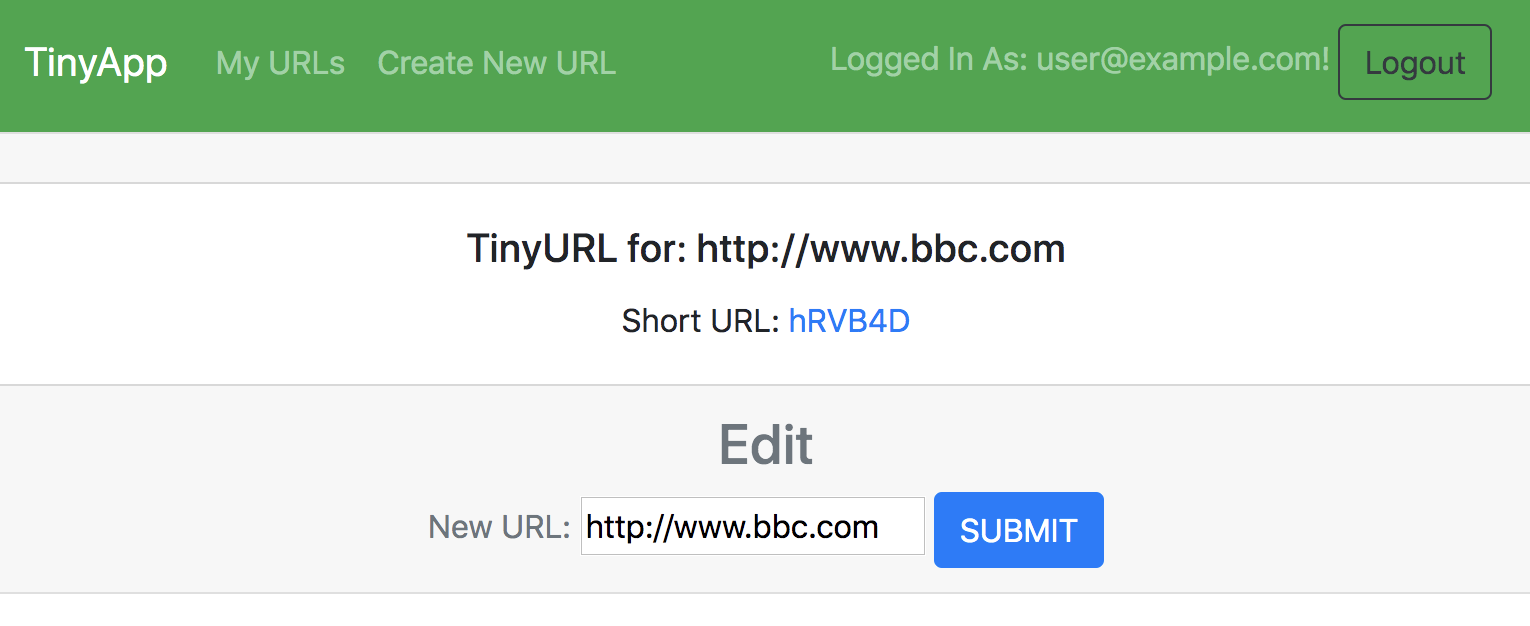 TinyApp My URLs Create New URL Logged In As: user@example.com! Logout
TinyURL for: http://www.bbc.com
Short URL: hRVB4D
Edit
New URL: http://www.bbc.com SUBMIT